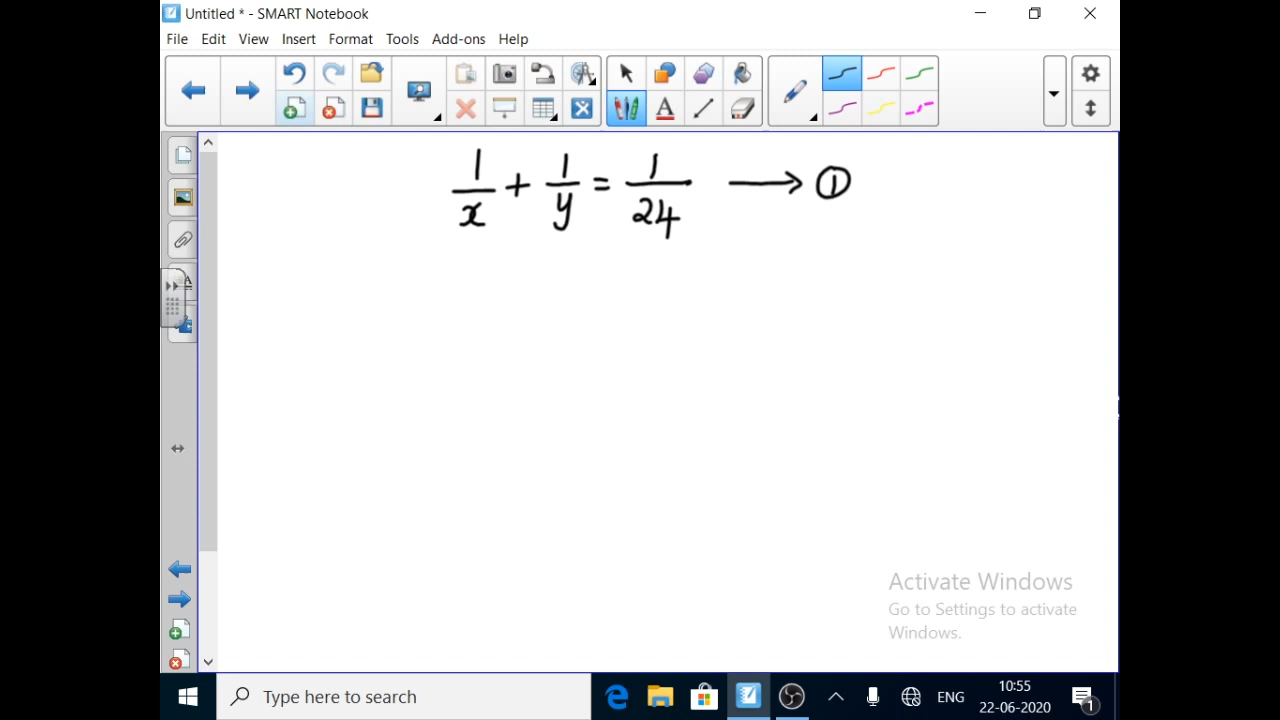 Untitled * - SMART Notebook
File Edit View Insert Format Tools Add-ons Help
1/x + 1/y = 1/24 ⟶ ①
Activate Windows
Go to Settings to activate
Windows.
Type here to search
ENG
10:55
22-06-2020
1